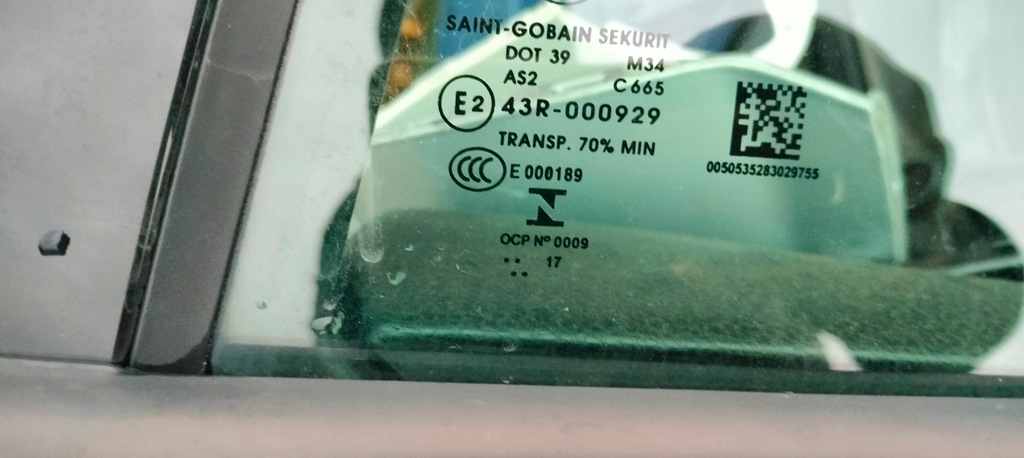 SAINT-GOBAIN SEKURIT
DOT 39 M34
AS2 C665
E2 43R-000929
TRANSP. 70% MIN
CCC E 000189
N
OCP Nº 0009
.. 17
..
0050535283029755